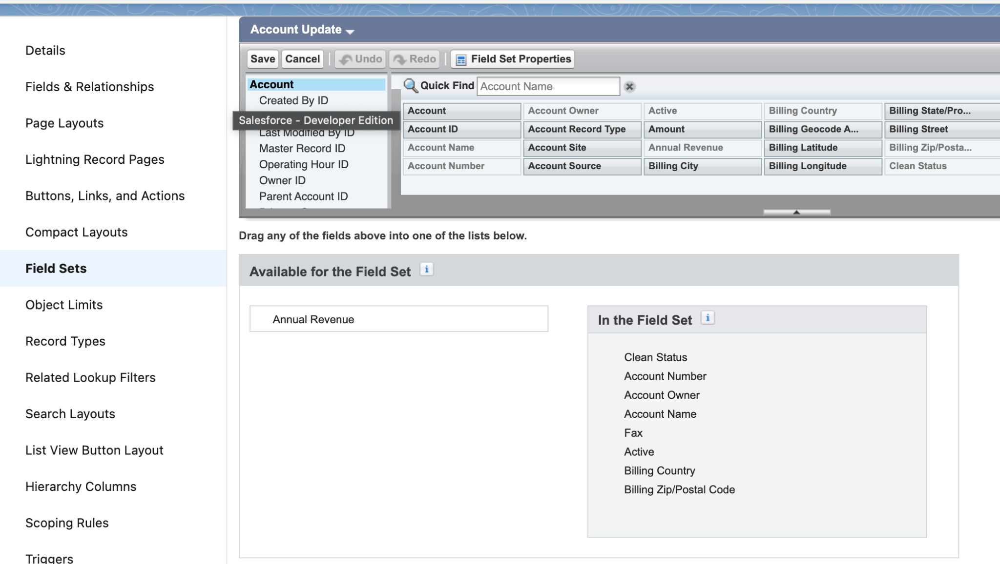 Account Update
Details
Fields & Relationships
Page Layouts
Lightning Record Pages
Buttons, Links, and Actions
Compact Layouts
Field Sets
Object Limits
Record Types
Related Lookup Filters
Search Layouts
List View Button Layout
Hierarchy Columns
Scoping Rules
Triggers
Save Cancel Undo Redo Field Set Properties
Account
Created By ID
Salesforce - Developer Edition
Last Modified By ID
Master Record ID
Operating Hour ID
Owner ID
Parent Account ID
Quick Find Account Name
Account Account Owner Active Billing Country Billing State/Pro...
Account ID Account Record Type Amount Billing Geocode A... Billing Street
Account Name Account Site Annual Revenue Billing Latitude Billing Zip/Posta...
Account Number Account Source Billing City Billing Longitude Clean Status
Drag any of the fields above into one of the lists below.
Available for the Field Set
Annual Revenue
In the Field Set
Clean Status
Account Number
Account Owner
Account Name
Fax
Active
Billing Country
Billing Zip/Postal Code